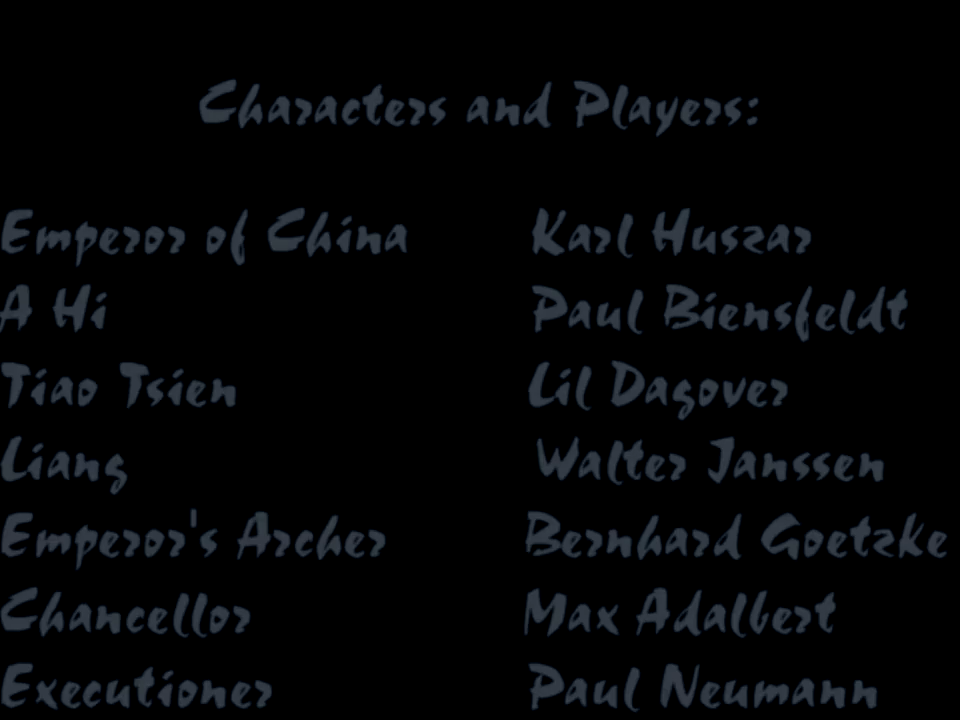 Characters and Players:
Emperor of China Karl Huszar
A Hi Paul Biensfeldt
Tiao Tsien Lil Dagover
Liang Walter Janssen
Emperor's Archer Bernhard Goetzke
Chancellor Max Adalbert
Executioner Paul Neumann